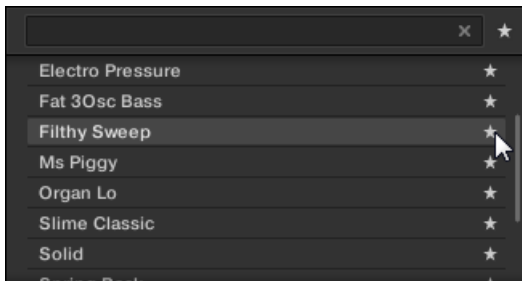 Electro Pressure
Fat 3Osc Bass
Filthy Sweep
Ms Piggy
Organ Lo
Slime Classic
Solid